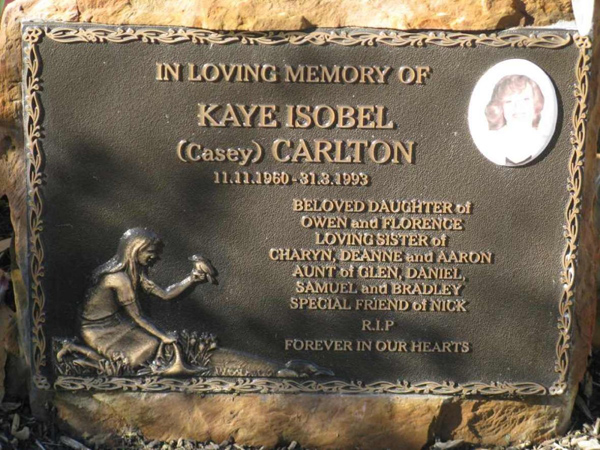 IN LOVING MEMORY OF
KAYE ISOBEL
(Casey) CARLTON
11.11.1960 - 31.3.1993
BELOVED DAUGHTER of
OWEN and FLORENCE
LOVING SISTER of
CHARYN, DEANNE and AARON
AUNT of GLEN, DANIEL,
SAMUEL and BRADLEY
SPECIAL FRIEND of NICK
R.I.P
FOREVER IN OUR HEARTS